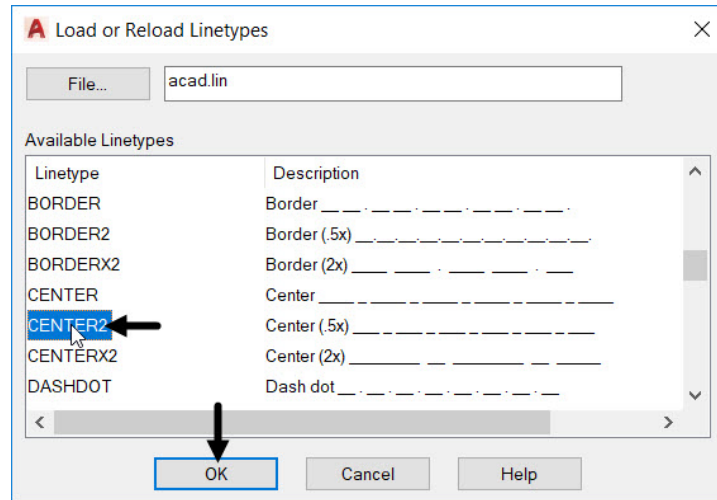 A Load or Reload Linetypes
File... acad.lin
Available Linetypes
Linetype Description
BORDER Border __ __ . __ __ . __ __ . __ __ . __ __ .
BORDER2 Border (.5x) __.__.__.__.__.__.__.__.__.__.
BORDERX2 Border (2x) ____ ____ . ____ ____ . ___
CENTER Center ____ _ ____ _ ____ _ ____ _ ____ _ ____
CENTER2 Center (.5x) ___ _ ___ _ ___ _ ___ _ ___ _ ___
CENTERX2 Center (2x) ________ __ ________ __ _____
DASHDOT Dash dot __ . __ . __ . __ . __ . __ . __ . __
OK Cancel Help